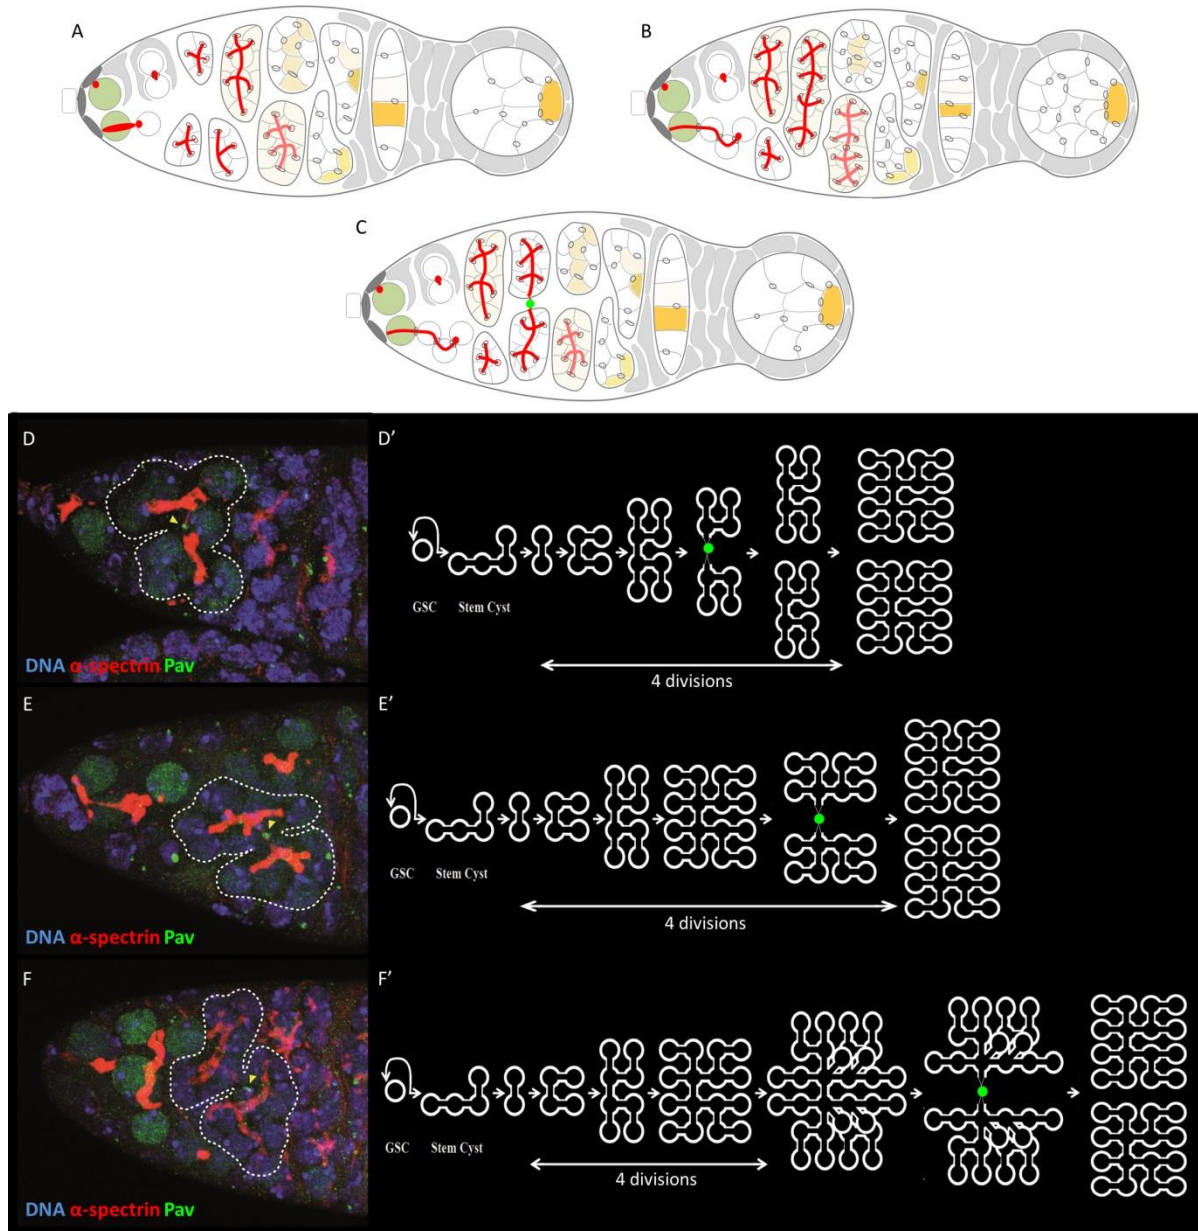 A
B
C
D
DNA α-spectrin Pav
D’
GSC Stem Cyst
4 divisions
E
DNA α-spectrin Pav
E’
GSC Stem Cyst
4 divisions
F
DNA α-spectrin Pav
F’
GSC Stem Cyst
4 divisions